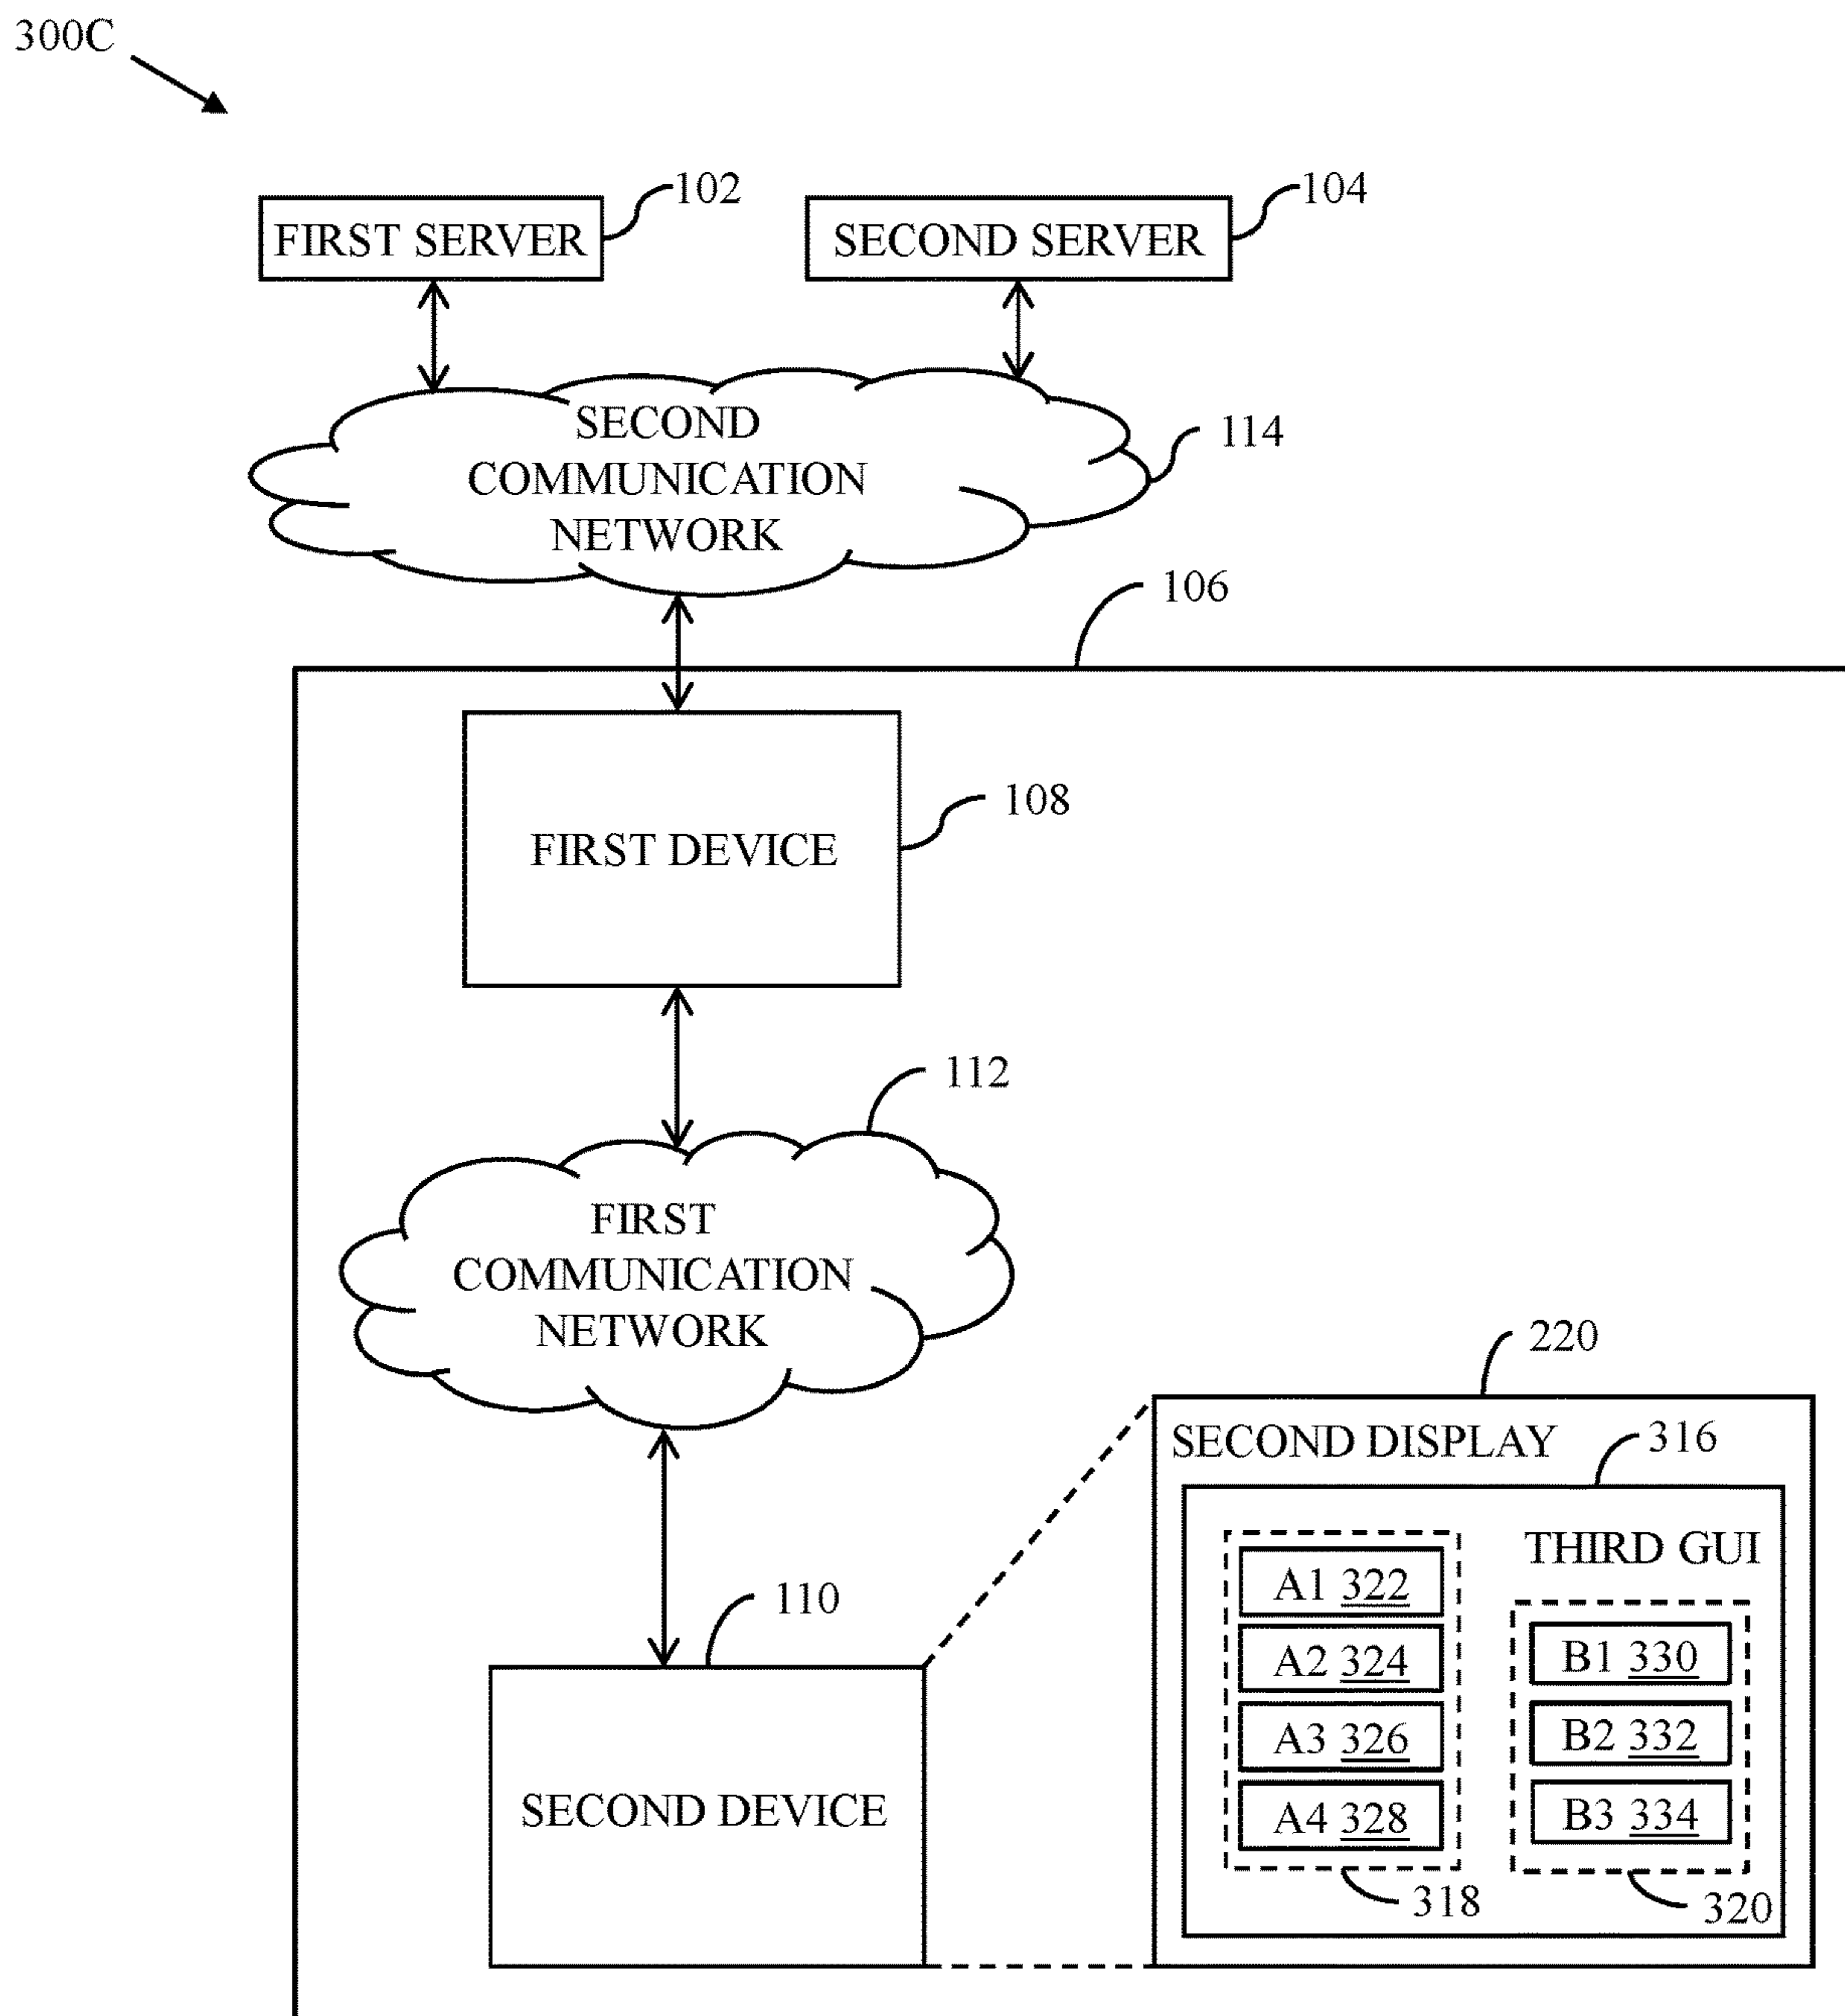 300C
102
104
FIRST SERVER
SECOND SERVER
SECOND
COMMUNICATION
NETWORK
114
106
108
FIRST DEVICE
112
FIRST
COMMUNICATION
NETWORK
220
SECOND DISPLAY
316
THIRD GUI
A1 322
A2 324
A3 326
A4 328
318
B1 330
B2 332
B3 334
320
110
SECOND DEVICE